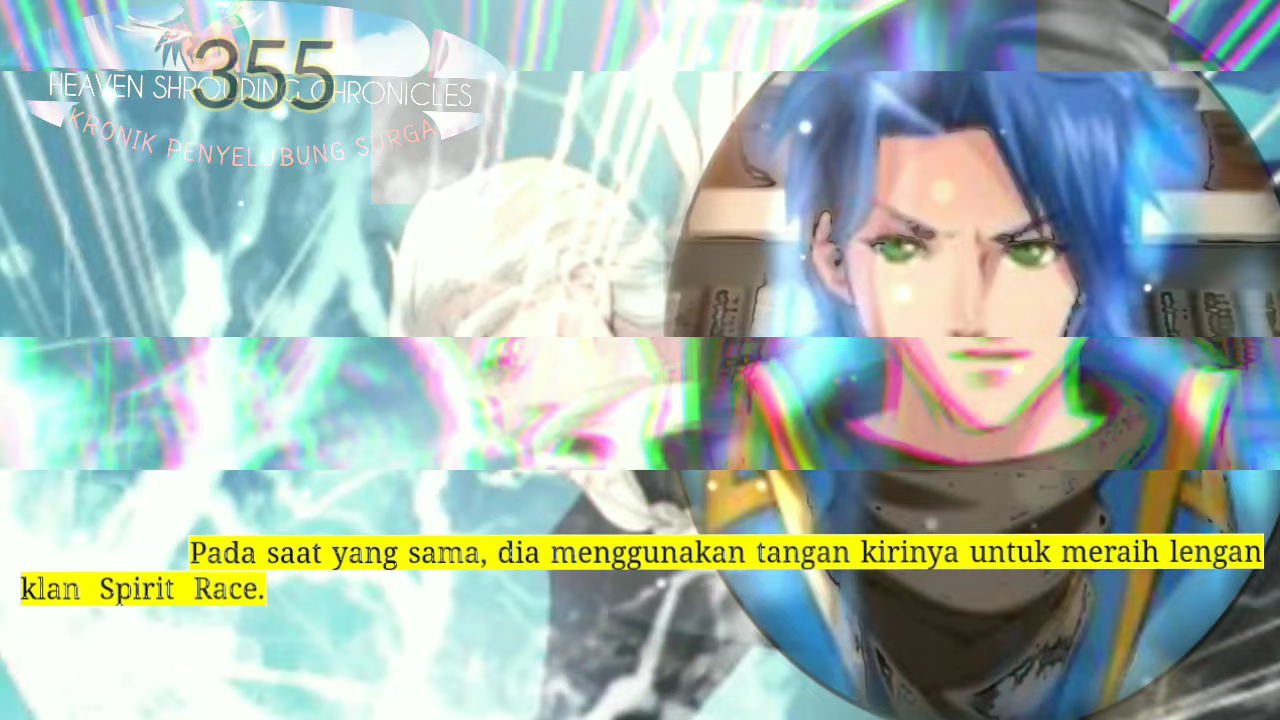 355
HEAVEN SHROUDING CHRONICLES
KRONIK PENYELUBUNG SURGA
Pada saat yang sama, dia menggunakan tangan kirinya untuk meraih lengan
klan Spirit Race.